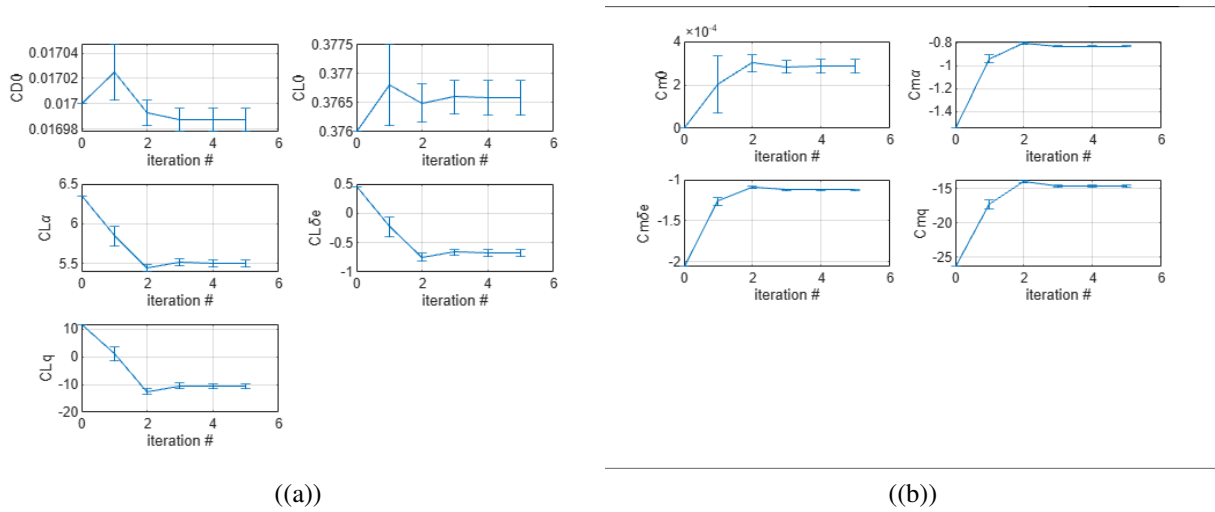 CD0
0.01704
0.01702
0.017
0.01698
0 2 4 6
iteration #
CL0
0.3775
0.377
0.3765
0.376
0 2 4 6
iteration #
CLα
6.5
6
5.5
0 2 4 6
iteration #
CLδe
0.5
0
-0.5
-1
0 2 4 6
iteration #
CLq
10
0
-10
-20
0 2 4 6
iteration #
((a))
×10⁻⁴
Cm0
4
2
0
0 2 4 6
iteration #
Cmα
-0.8
-1
-1.2
-1.4
0 2 4 6
iteration #
Cmδe
-1
-1.5
-2
0 2 4 6
iteration #
Cmq
-15
-20
-25
0 2 4 6
iteration #
((b))